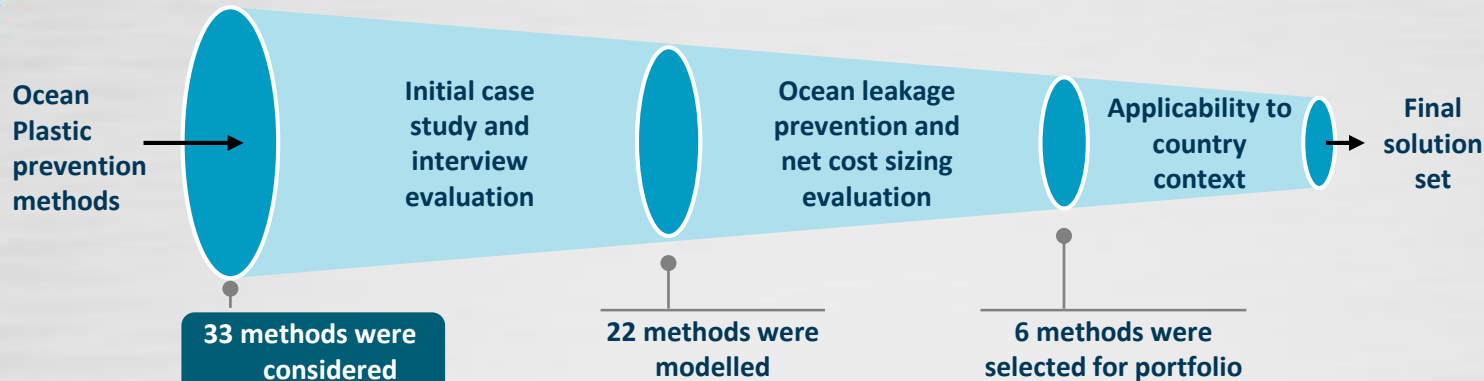 Ocean
Plastic
prevention
methods
Initial case
study and
interview
evaluation
Ocean leakage
prevention and
net cost sizing
evaluation
Applicability to
country
context
Final
solution
set
33 methods were
considered
22 methods were
modelled
6 methods were
selected for portfolio